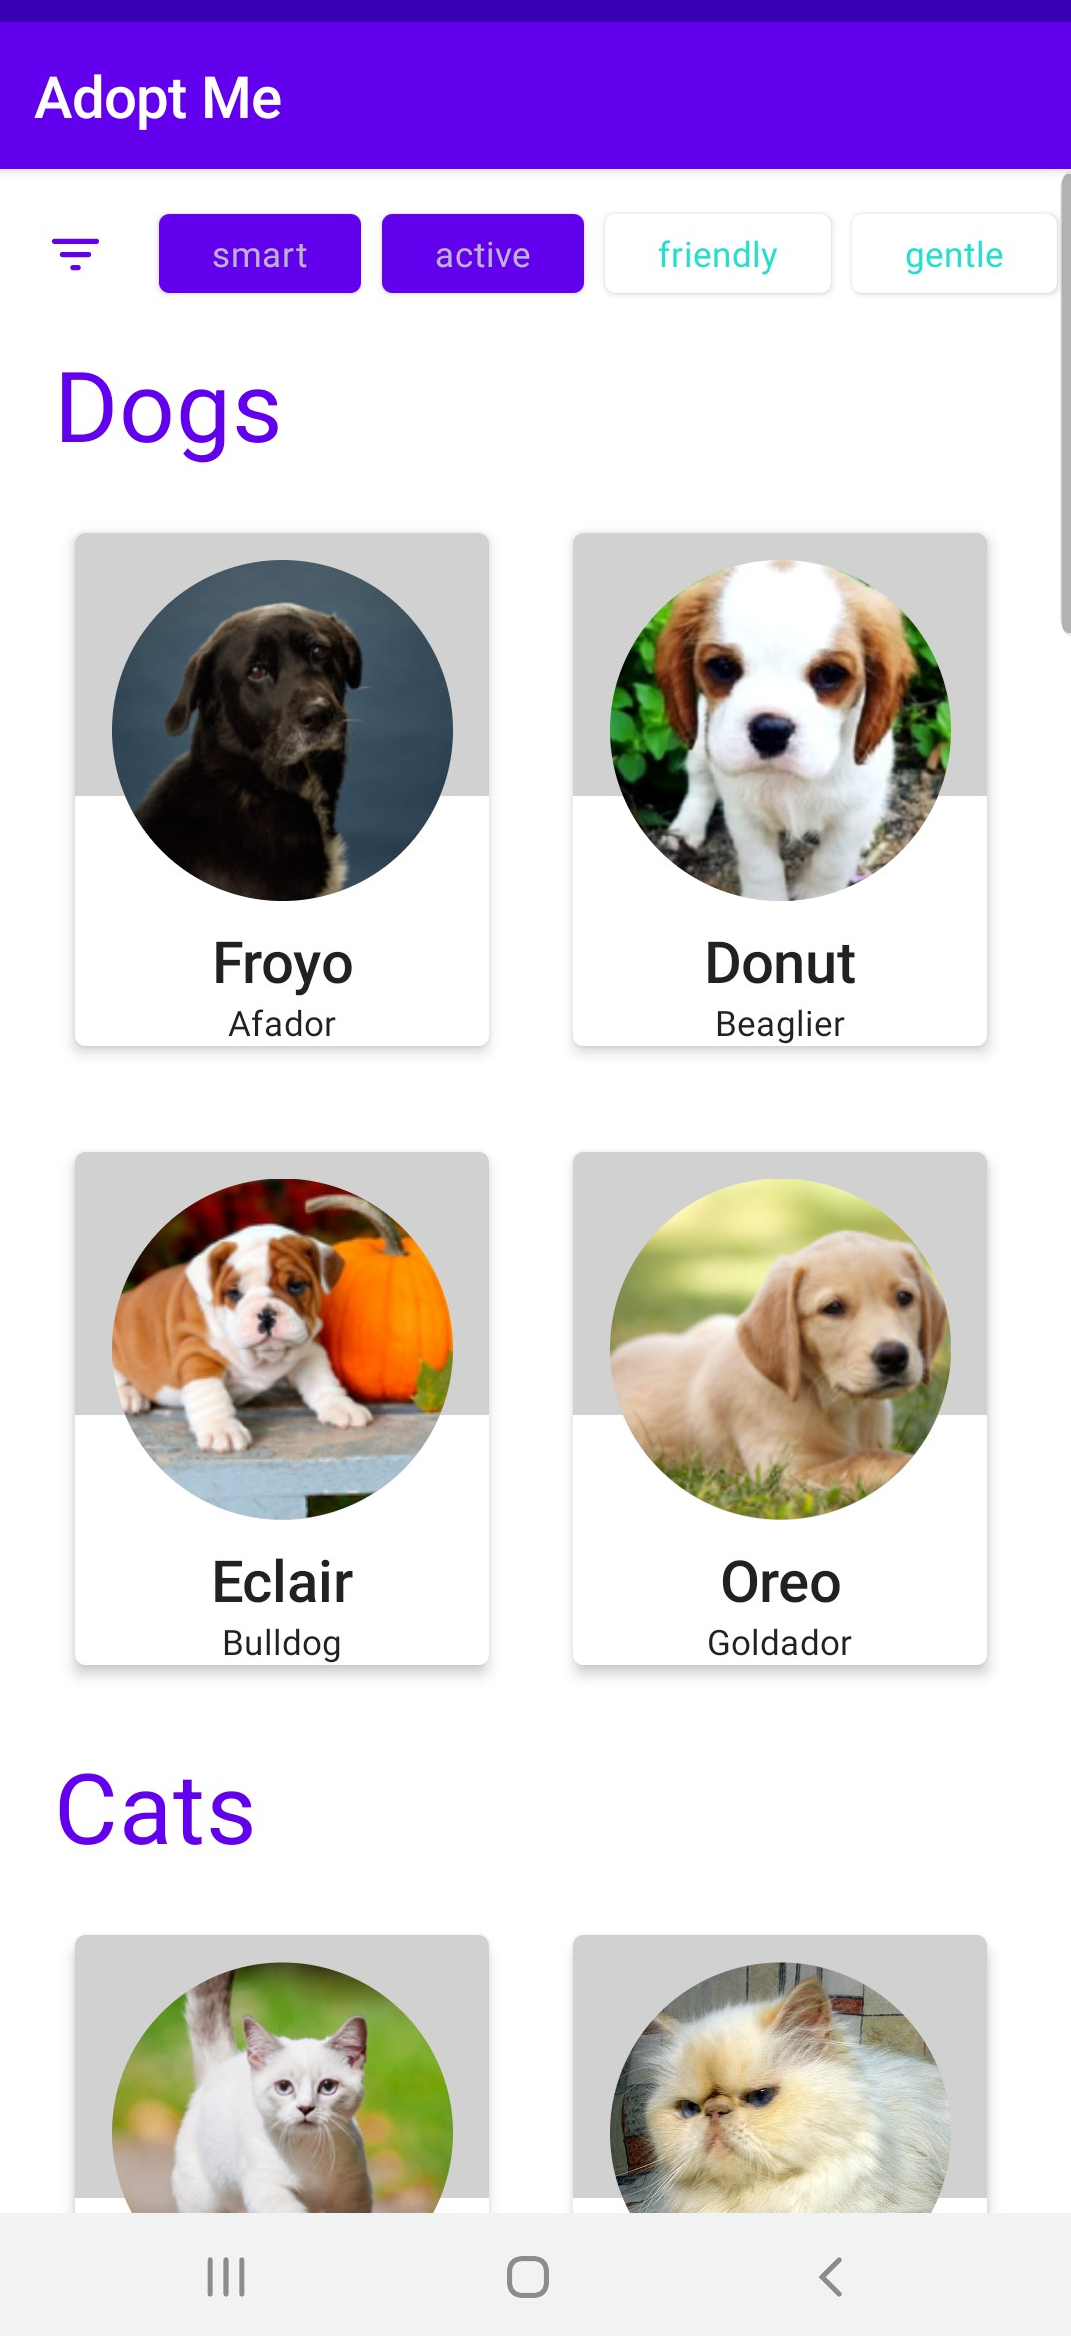 Adopt Me
smart active friendly gentle
Dogs
Froyo Donut
Afador Beaglier
Eclair Oreo
Bulldog Goldador
Cats